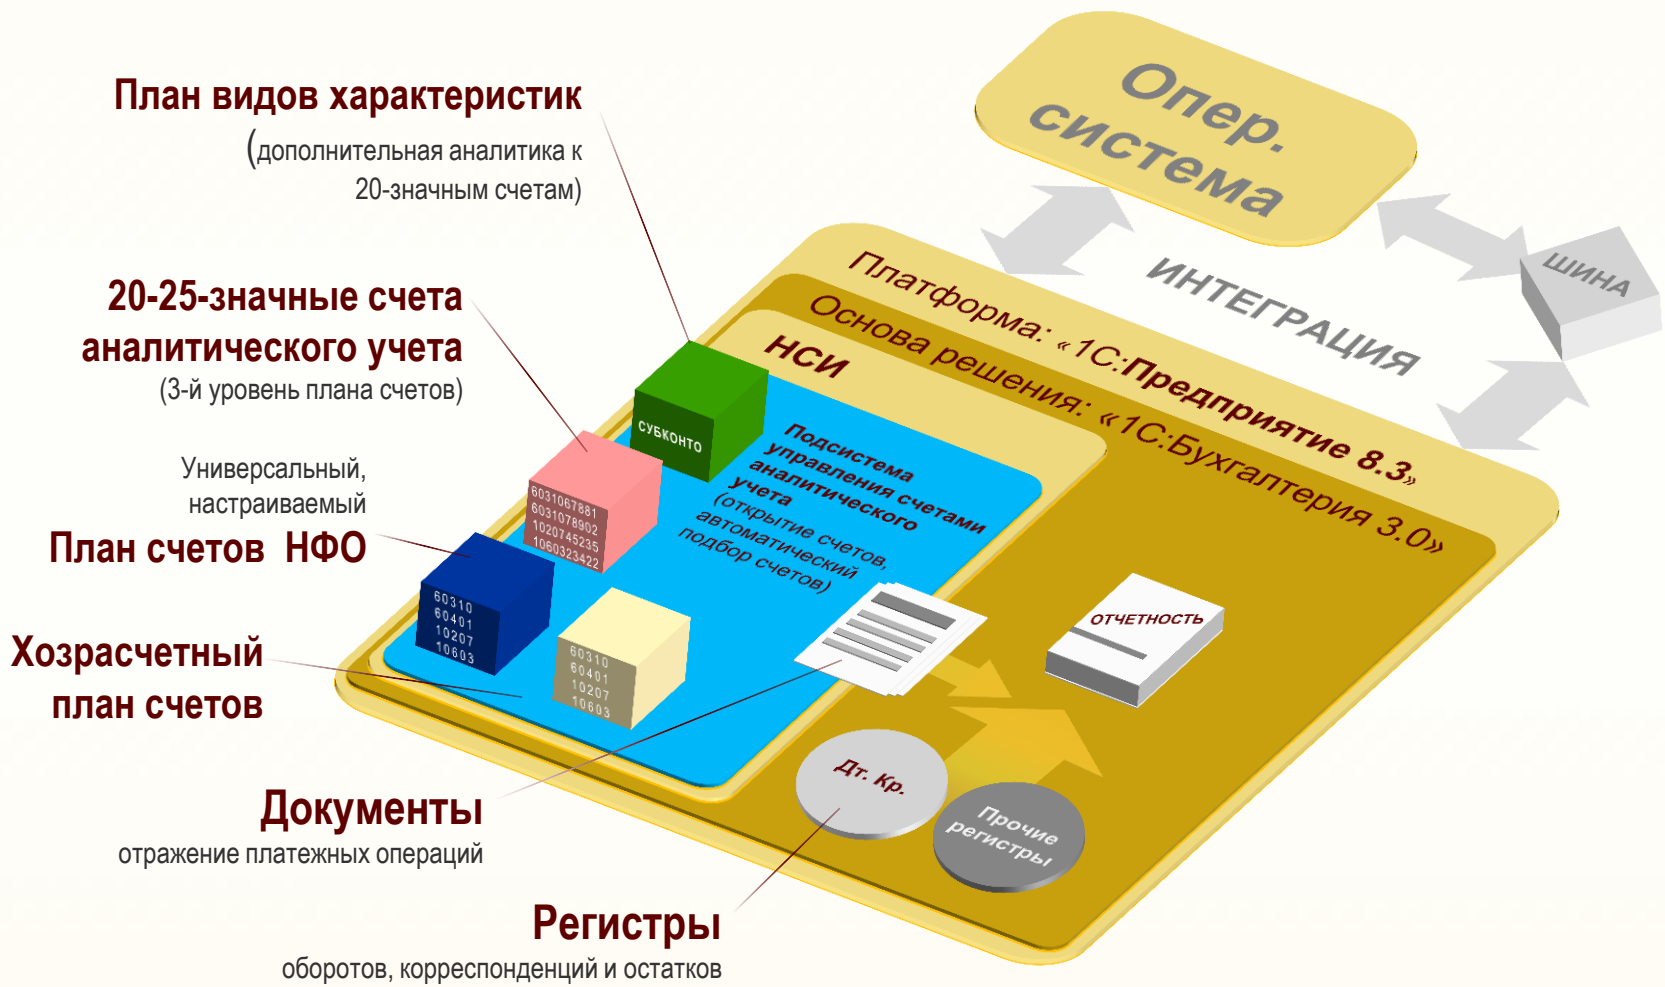 План видов характеристик
(дополнительная аналитика к
20-значным счетам)
20-25-значные счета
аналитического учета
(3-й уровень плана счетов)
Универсальный,
настраиваемый
План счетов НФО
Хозрасчетный
план счетов
Документы
отражение платежных операций
Регистры
оборотов, корреспонденций и остатков
Опер.
система
ИНТЕГРАЦИЯ
ШИНА
Платформа: «1С:Предприятие 8.3»
Основа решения: «1С:Бухгалтерия 3.0»
НСИ
Подсистема
управления счетами
аналитического
учета
(открытие счетов,
автоматический
подбор счетов)
СУБКОНТО
6031067881
6031078902
1020745235
1060323422
60310
60401
10207
10603
60310
60401
10207
10603
ОТЧЕТНОСТЬ
Дт. Кр.
Прочие
регистры